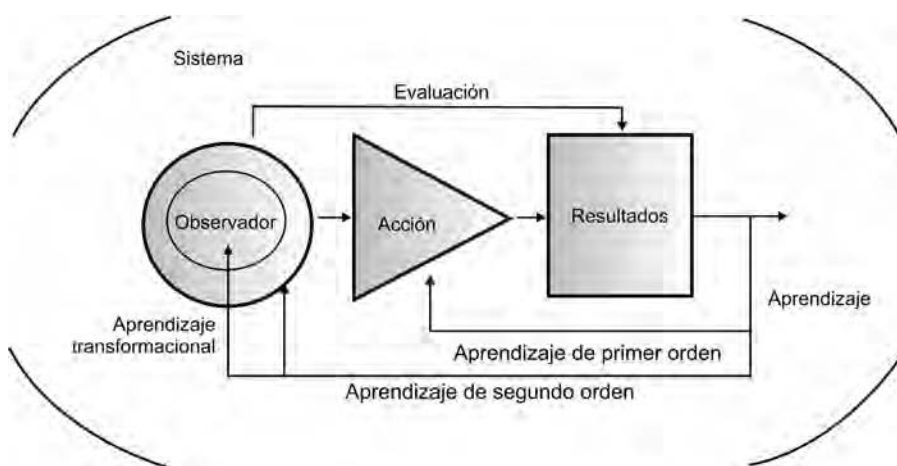 Sistema
Evaluación
Observador
Acción
Resultados
Aprendizaje
Aprendizaje
transformacional
Aprendizaje de primer orden
Aprendizaje de segundo orden